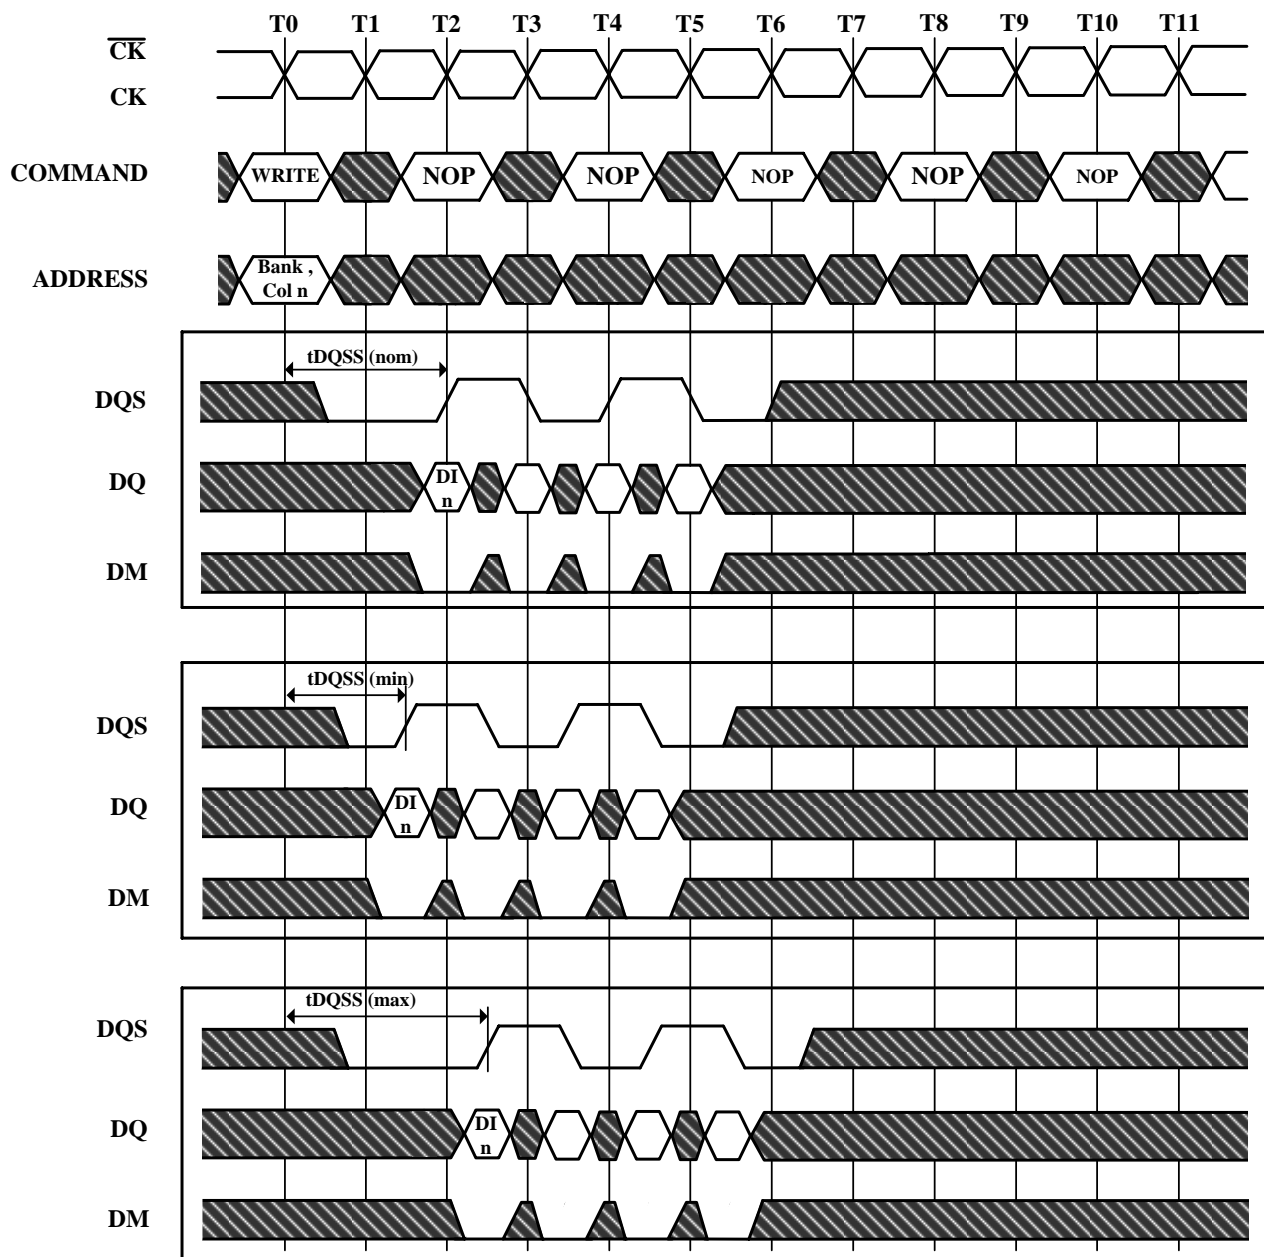 T0 T1 T2 T3 T4 T5 T6 T7 T8 T9 T10 T11
CK
CK
COMMAND WRITE NOP NOP NOP NOP NOP
ADDRESS Bank ,
Col n
tDQSS (nom)
DQS
DQ DI
n
DM
tDQSS (min)
DQS
DQ DI
n
DM
tDQSS (max)
DQS
DQ DI
n
DM